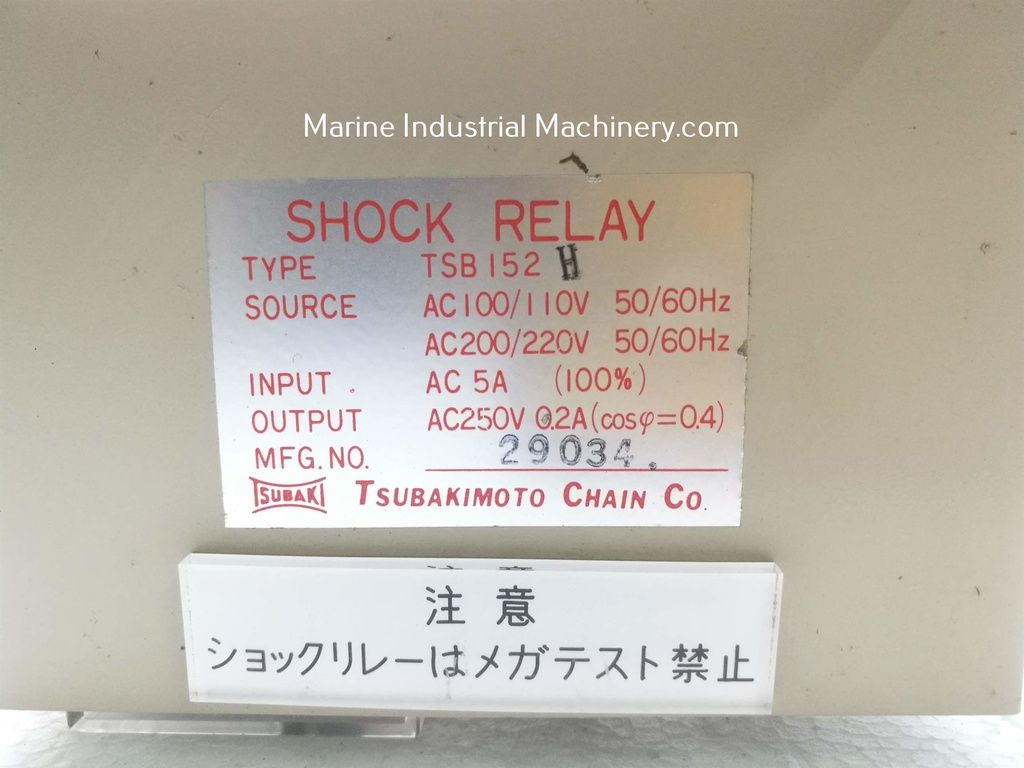 Marine Industrial Machinery.com
SHOCK RELAY
TYPE TSB152 H
SOURCE AC100/110V 50/60Hz
AC200/220V 50/60Hz
INPUT . AC 5A (100%)
OUTPUT AC250V 0.2A(cosφ=0.4)
MFG. NO. 29034.
TSUBAKI TSUBAKIMOTO CHAIN CO.
注意
ショックリレーはメガテスト禁止